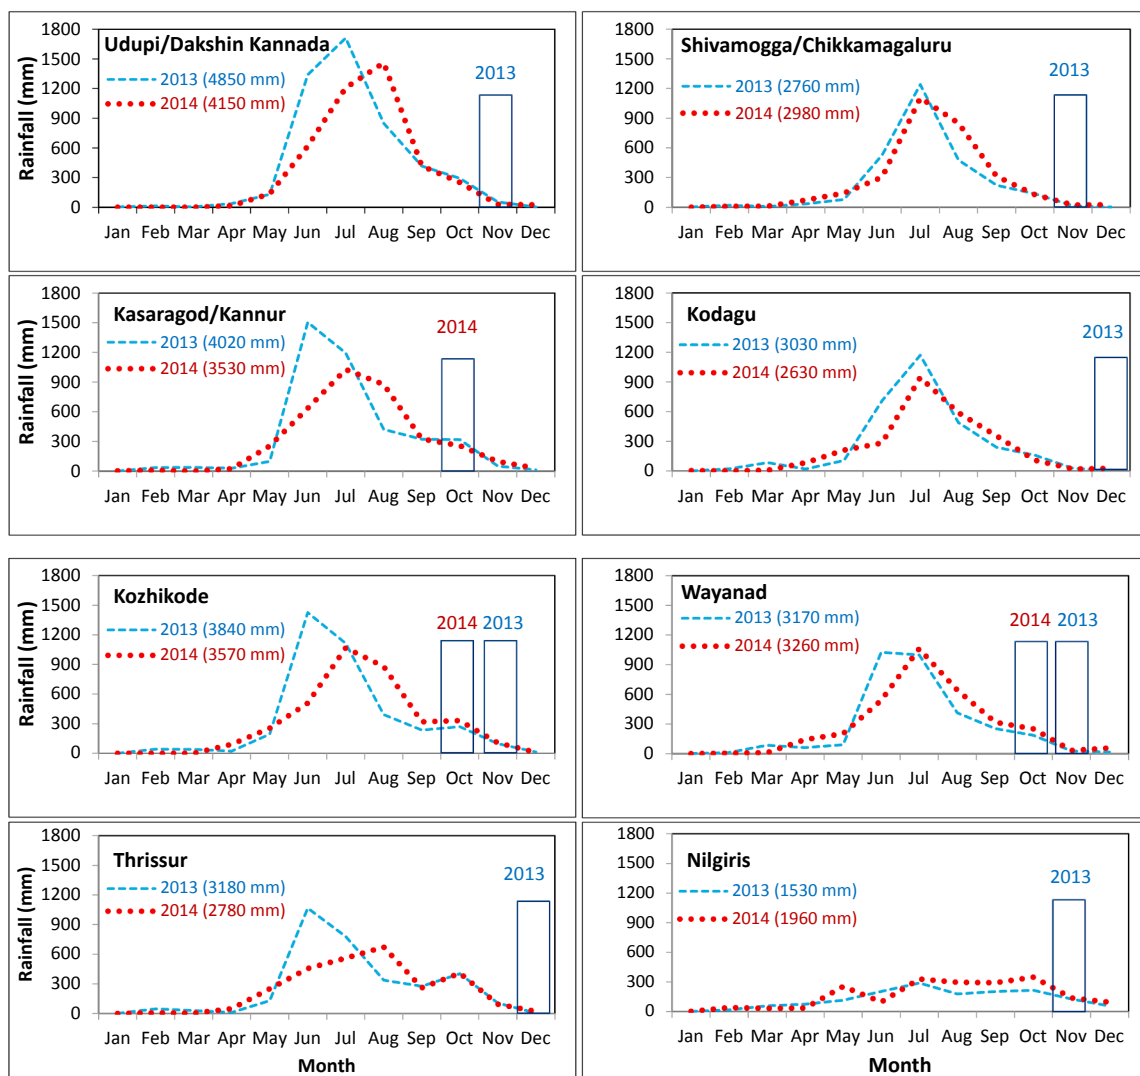 Udupi/Dakshin Kannada
2013 (4850 mm)
2014 (4150 mm)
2013
Rainfall (mm)
1800
1500
1200
900
600
300
0
Jan Feb Mar Apr May Jun Jul Aug Sep Oct Nov Dec
Shivamogga/Chikkamagaluru
2013 (2760 mm)
2014 (2980 mm)
2013
1800
1500
1200
900
600
300
0
Jan Feb Mar Apr May Jun Jul Aug Sep Oct Nov Dec
Kasaragod/Kannur
2013 (4020 mm)
2014 (3530 mm)
2014
Rainfall (mm)
1800
1500
1200
900
600
300
0
Jan Feb Mar Apr May Jun Jul Aug Sep Oct Nov Dec
Kodagu
2013 (3030 mm)
2014 (2630 mm)
2013
1800
1500
1200
900
600
300
0
Jan Feb Mar Apr May Jun Jul Aug Sep Oct Nov Dec
Kozhikode
2013 (3840 mm)
2014 (3570 mm)
2014 2013
Rainfall (mm)
1800
1500
1200
900
600
300
0
Jan Feb Mar Apr May Jun Jul Aug Sep Oct Nov Dec
Wayanad
2013 (3170 mm)
2014 (3260 mm)
2014 2013
1800
1500
1200
900
600
300
0
Jan Feb Mar Apr May Jun Jul Aug Sep Oct Nov Dec
Thrissur
2013 (3180 mm)
2014 (2780 mm)
2013
Rainfall (mm)
1800
1500
1200
900
600
300
0
Jan Feb Mar Apr May Jun Jul Aug Sep Oct Nov Dec
Month
Nilgiris
2013 (1530 mm)
2014 (1960 mm)
2013
1800
1500
1200
900
600
300
0
Jan Feb Mar Apr May Jun Jul Aug Sep Oct Nov Dec
Month